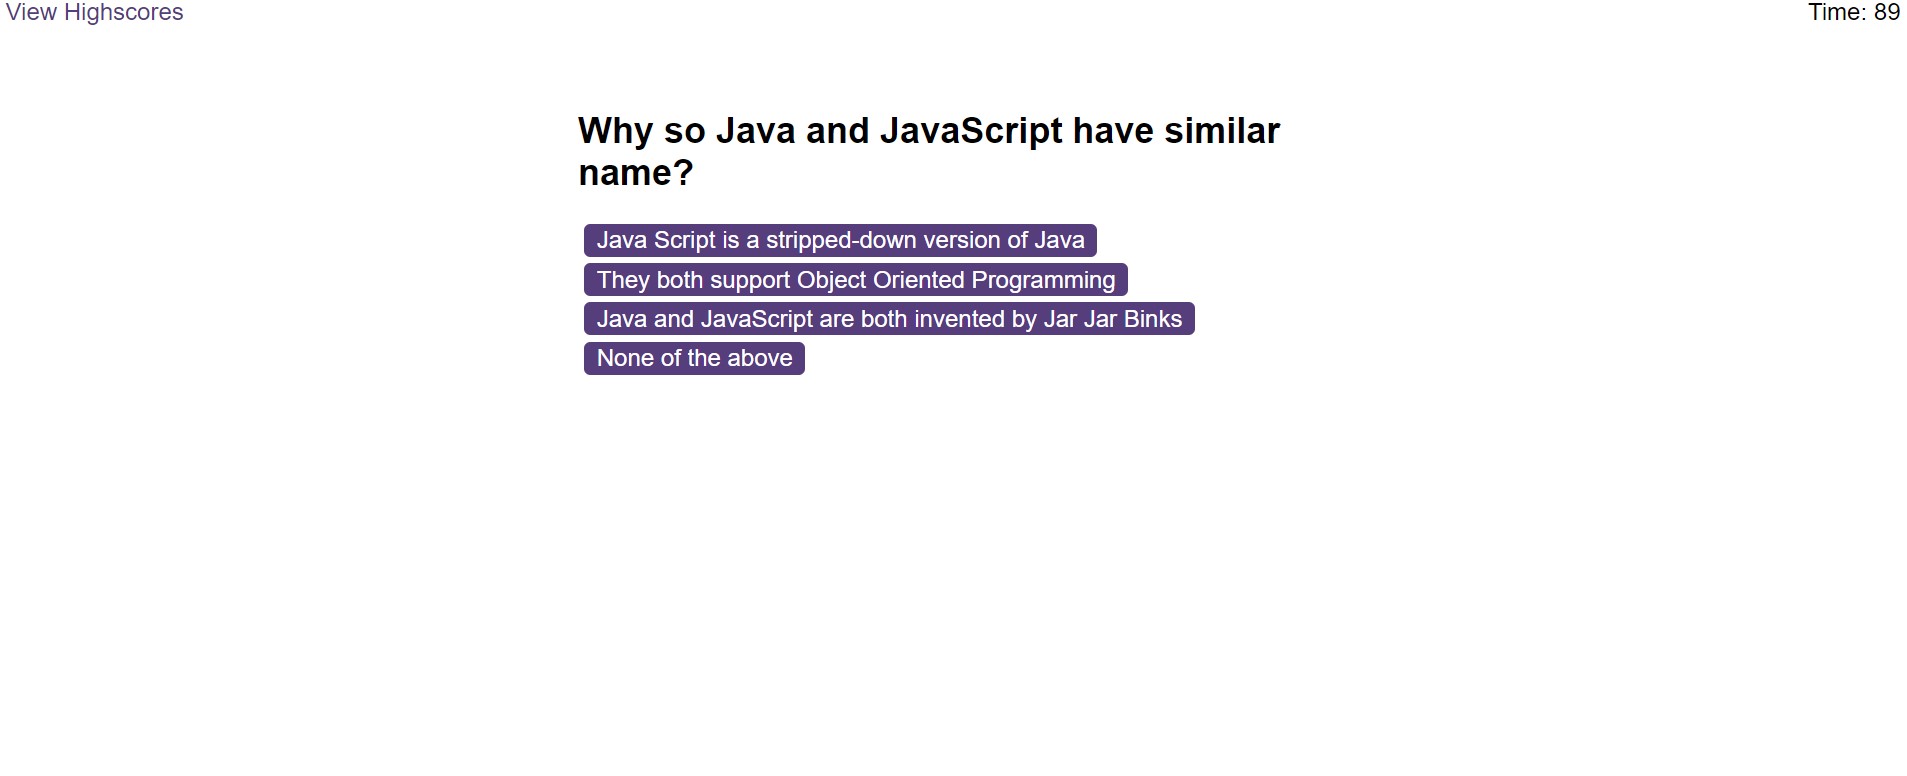 View Highscores
Time: 89
Why so Java and JavaScript have similar
name?
Java Script is a stripped-down version of Java
They both support Object Oriented Programming
Java and JavaScript are both invented by Jar Jar Binks
None of the above